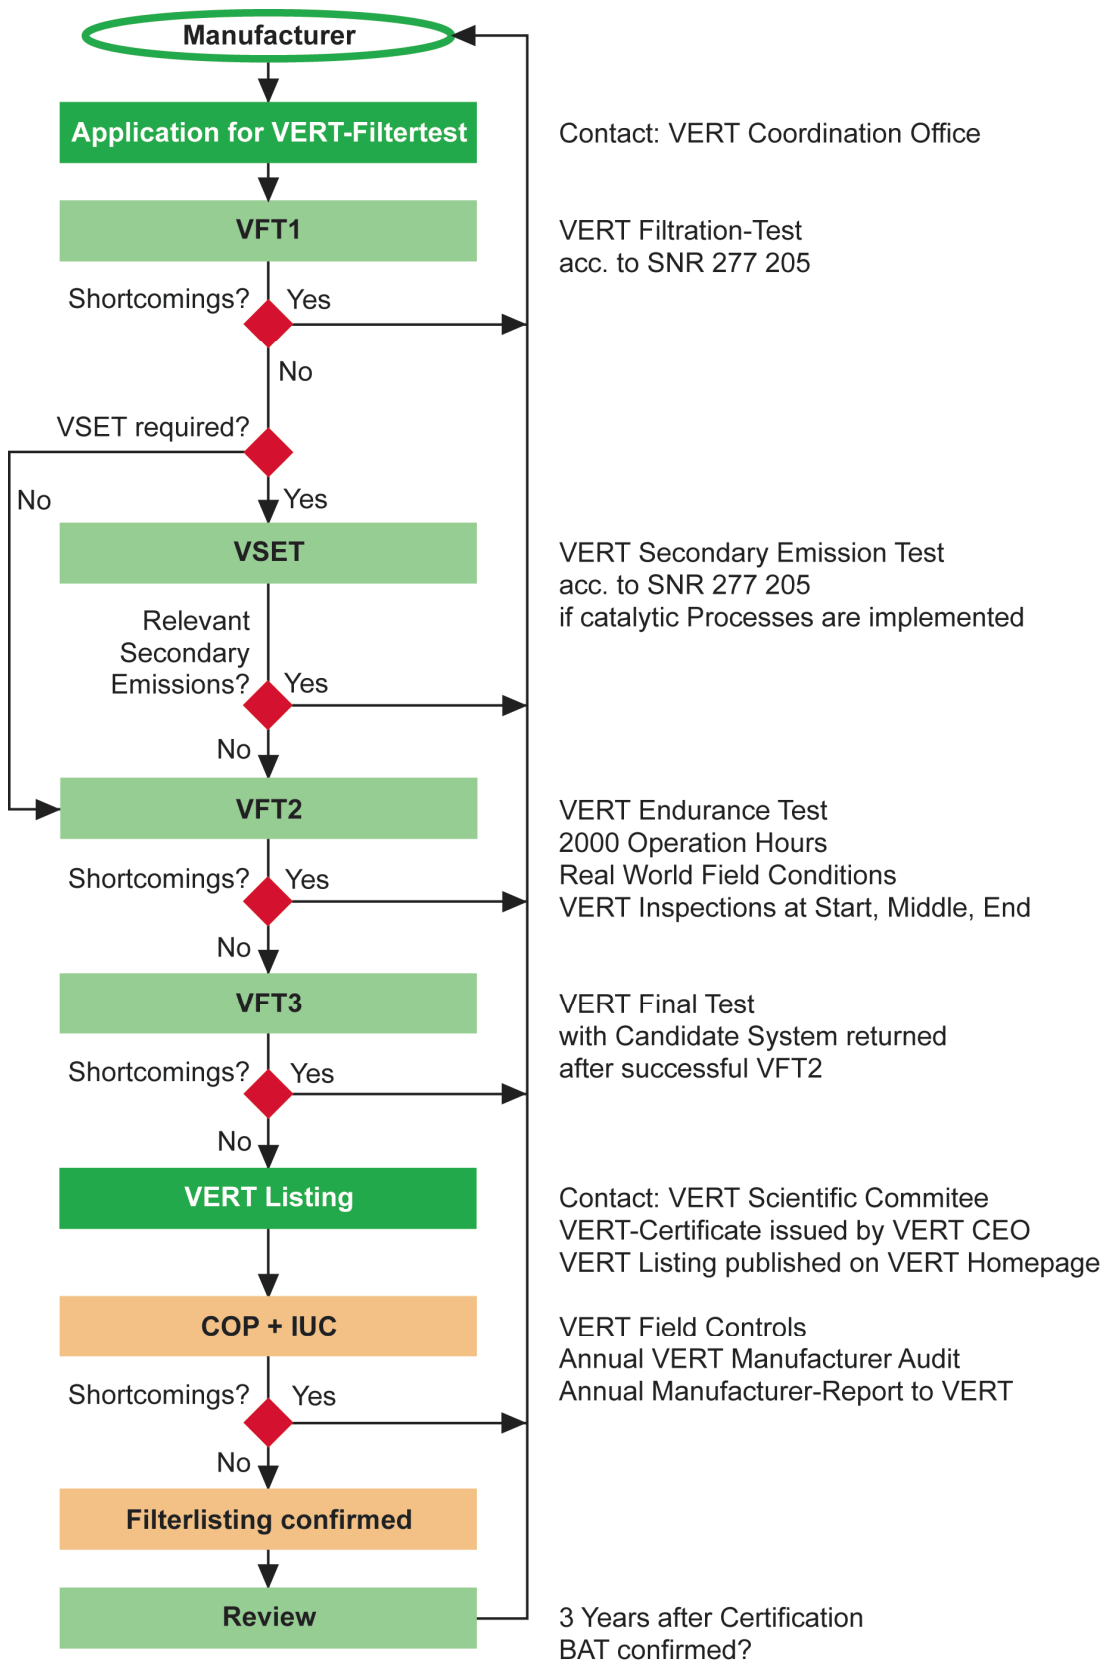 Manufacturer
Application for VERT-Filtertest
Contact: VERT Coordination Office
VFT1
VERT Filtration-Test
acc. to SNR 277 205
Shortcomings?
Yes
No
VSET required?
No
Yes
VSET
VERT Secondary Emission Test
acc. to SNR 277 205
if catalytic Processes are implemented
Relevant
Secondary
Emissions?
Yes
No
VFT2
VERT Endurance Test
2000 Operation Hours
Real World Field Conditions
VERT Inspections at Start, Middle, End
Shortcomings?
Yes
No
VFT3
VERT Final Test
with Candidate System returned
after successful VFT2
Shortcomings?
Yes
No
VERT Listing
Contact: VERT Scientific Commitee
VERT-Certificate issued by VERT CEO
VERT Listing published on VERT Homepage
COP + IUC
VERT Field Controls
Annual VERT Manufacturer Audit
Annual Manufacturer-Report to VERT
Shortcomings?
Yes
No
Filterlisting confirmed
Review
3 Years after Certification
BAT confirmed?